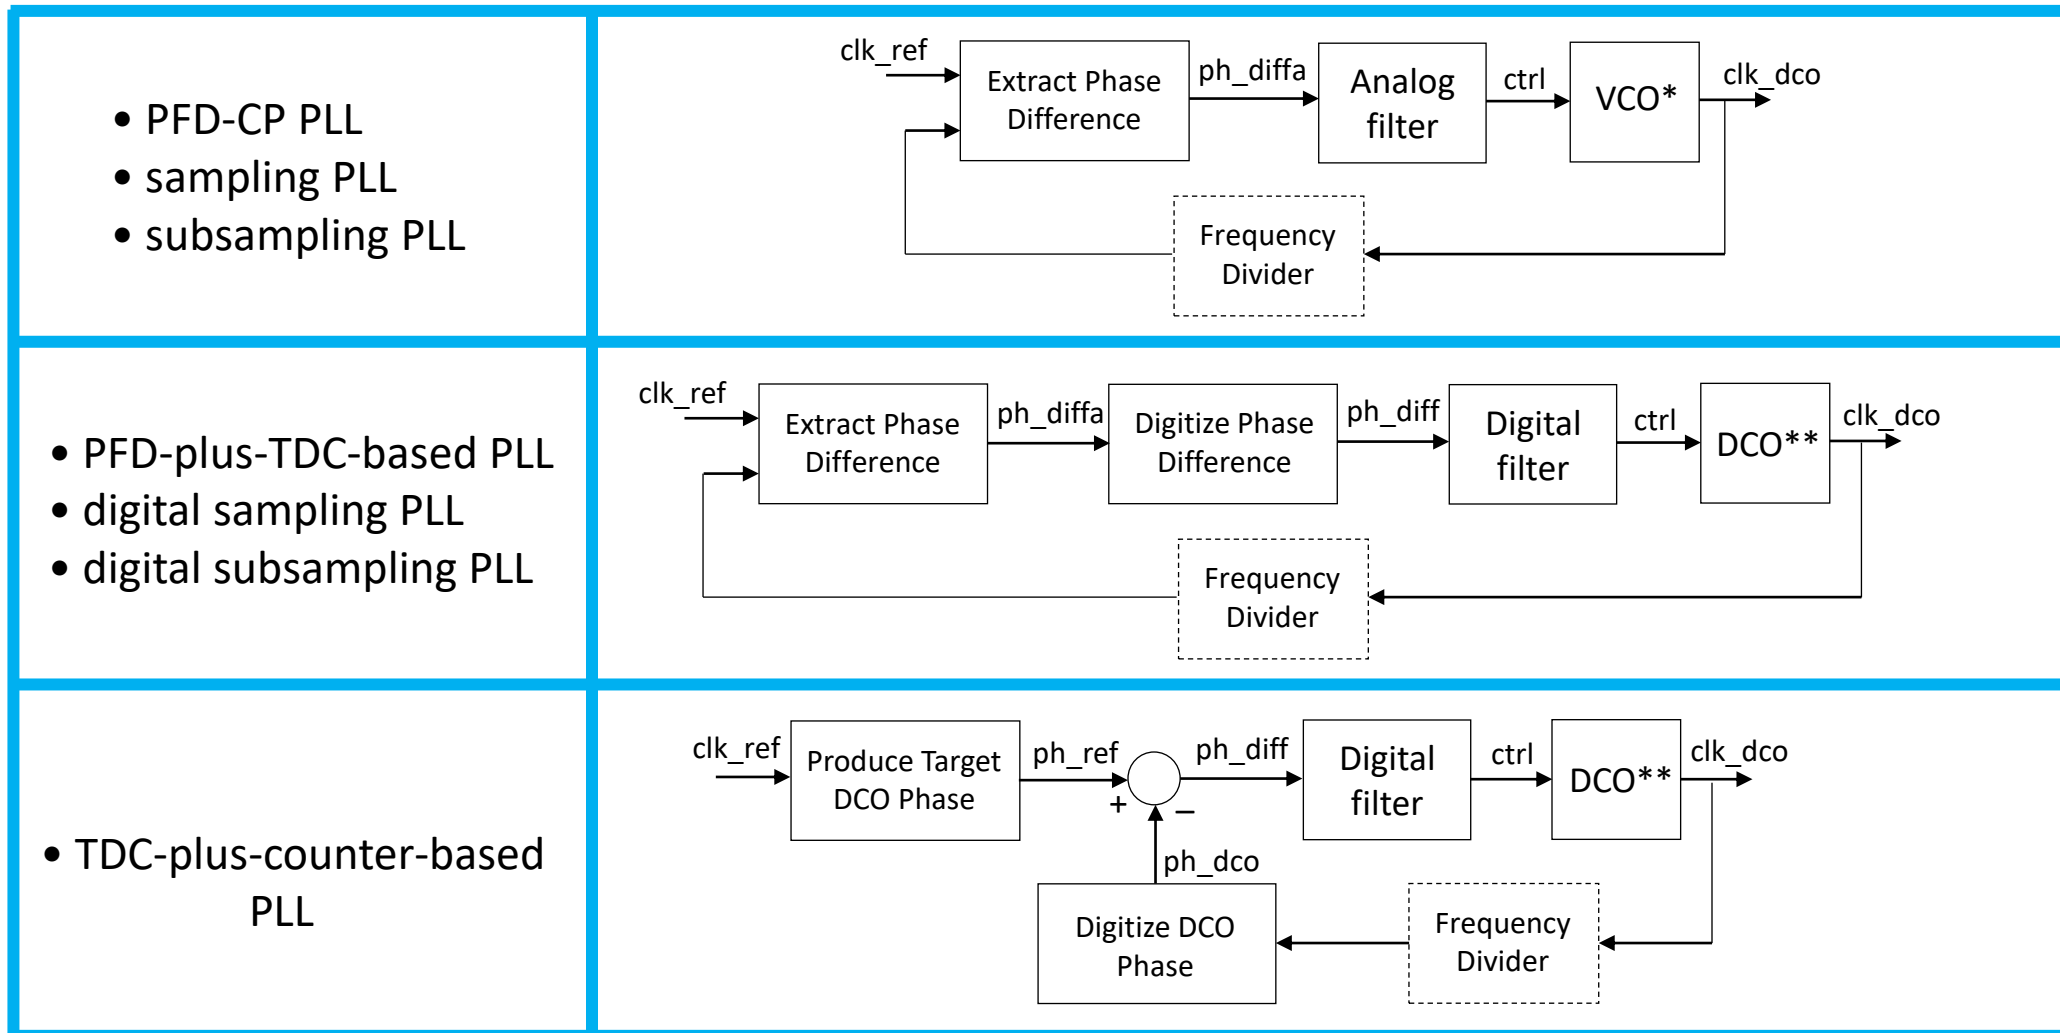 • PFD-CP PLL
• sampling PLL
• subsampling PLL
clk_ref
Extract Phase
Difference
ph_diffa
Analog
filter
ctrl
VCO*
clk_dco
Frequency
Divider
• PFD-plus-TDC-based PLL
• digital sampling PLL
• digital subsampling PLL
clk_ref
Extract Phase
Difference
ph_diffa
Digitize Phase
Difference
ph_diff
Digital
filter
ctrl
DCO**
clk_dco
Frequency
Divider
• TDC-plus-counter-based
PLL
clk_ref
Produce Target
DCO Phase
ph_ref
+
−
ph_diff
Digital
filter
ctrl
DCO**
clk_dco
ph_dco
Digitize DCO
Phase
Frequency
Divider